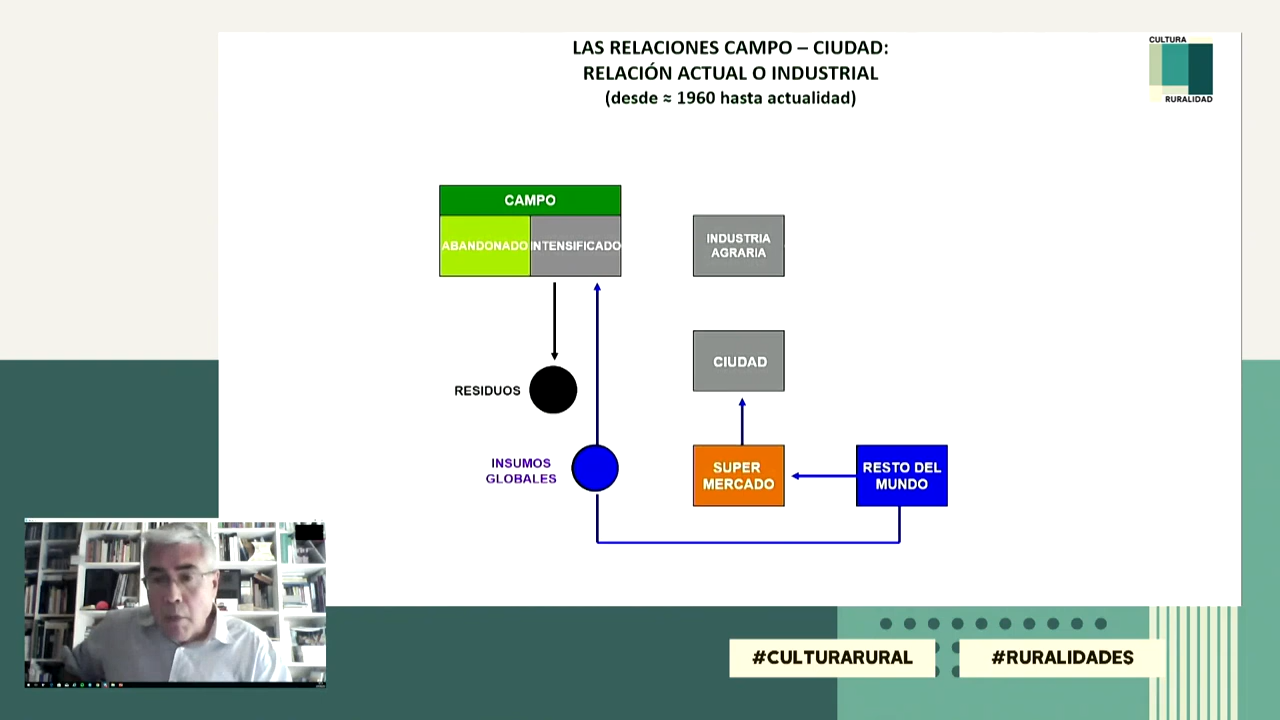 LAS RELACIONES CAMPO – CIUDAD:
RELACIÓN ACTUAL O INDUSTRIAL
(desde ≈ 1960 hasta actualidad)
CULTURA
RURALIDAD
CAMPO
ABANDONADO
INTENSIFICADO
INDUSTRIA
AGRARIA
CIUDAD
RESIDUOS
INSUMOS
GLOBALES
SUPER
MERCADO
RESTO DEL
MUNDO
#CULTURARURAL
#RURALIDADES